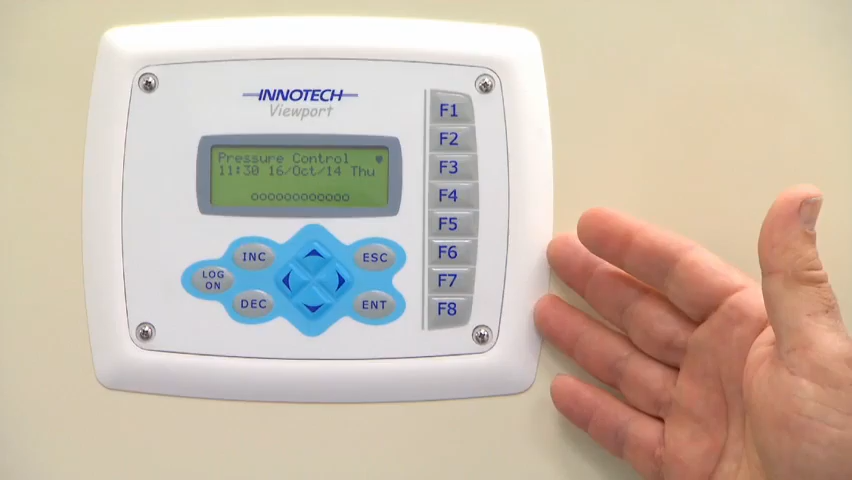 INNOTECH
Viewport
Pressure Control
11:30 16/Oct/14 Thu
F1
F2
F3
F4
F5
F6
F7
F8
INC
ESC
LOG
ON
DEC
ENT